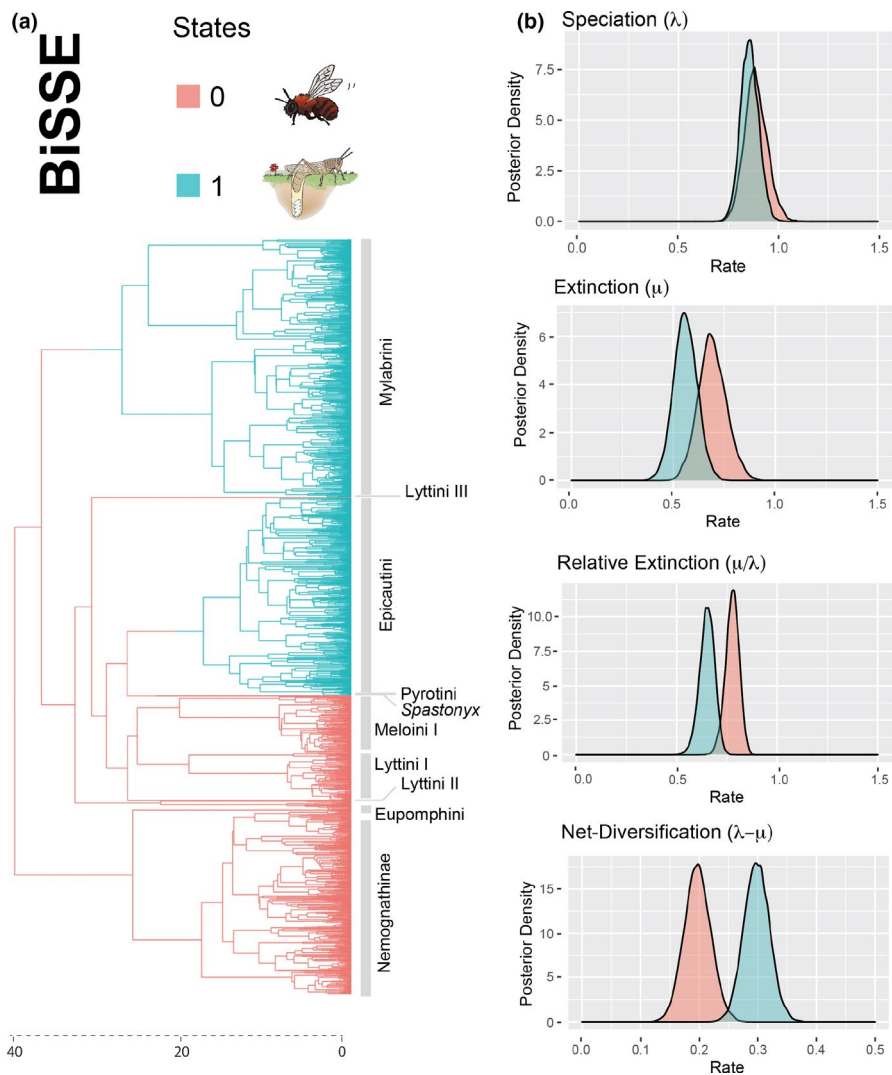 (a)
BiSSE
States
0
1
Mylabrini
Lyttini III
Epicautini
Pyrotini
Spastonyx
Meloini I
Lyttini I
Lyttini II
Eupomphini
Nemognathinae
40 20 0
(b)
Speciation (λ)
Posterior Density
7.5
5.0
2.5
0.0
0.0 0.5 1.0 1.5
Rate
Extinction (μ)
Posterior Density
6
4
2
0
0.0 0.5 1.0 1.5
Rate
Relative Extinction (μ/λ)
Posterior Density
10.0
7.5
5
2.5
0
0.0 0.5 1.0 1.5
Rate
Net-Diversification (λ−μ)
Posterior Density
15
10
5
0
0.0 0.1 0.2 0.3 0.4 0.5
Rate